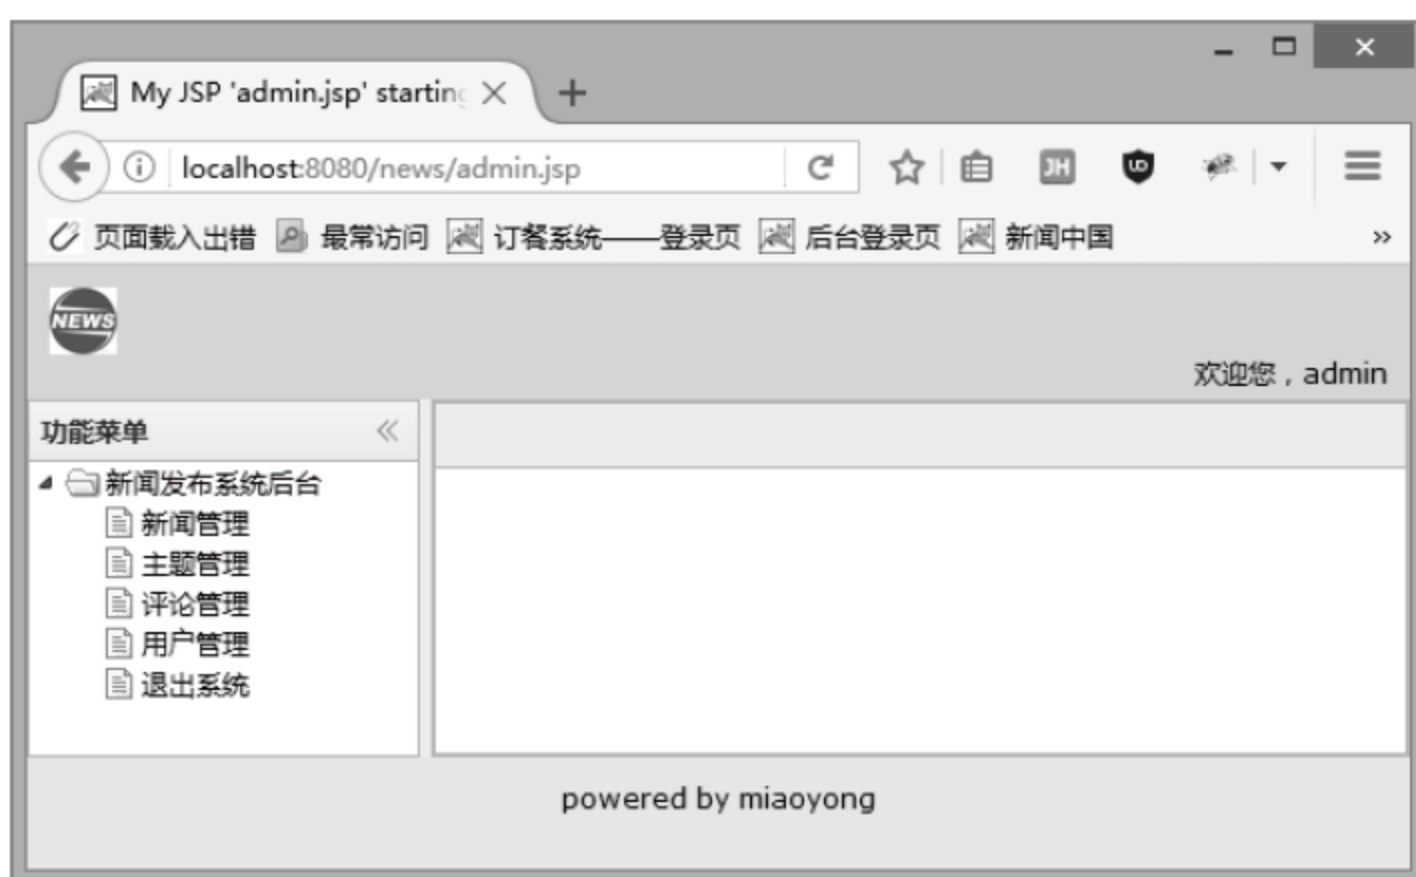 My JSP 'admin.jsp' starting
localhost:8080/news/admin.jsp
JH
UD
页面载入出错 最常访问 订餐系统——登录页 后台登录页 新闻中国
NEWS
欢迎您，admin
功能菜单
新闻发布系统后台
新闻管理
主题管理
评论管理
用户管理
退出系统
powered by miaoyong